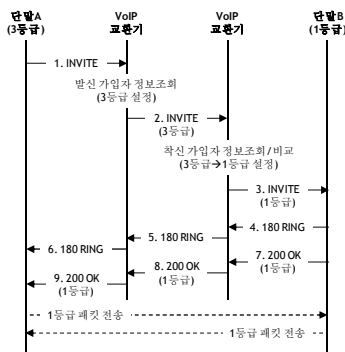 단말A
(3등급)
VoIP
교환기
VoIP
교환기
단말B
(1등급)
1. INVITE
발신 가입자 정보조회
(3등급 설정)
2. INVITE
(3등급)
착신 가입자 정보조회/비교
(3등급→1등급 설정)
3. INVITE
(1등급)
4. 180 RING
5. 180 RING
6. 180 RING
7. 200 OK
(1등급)
8. 200 OK
(1등급)
9. 200 OK
(1등급)
1등급 패킷 전송
1등급 패킷 전송